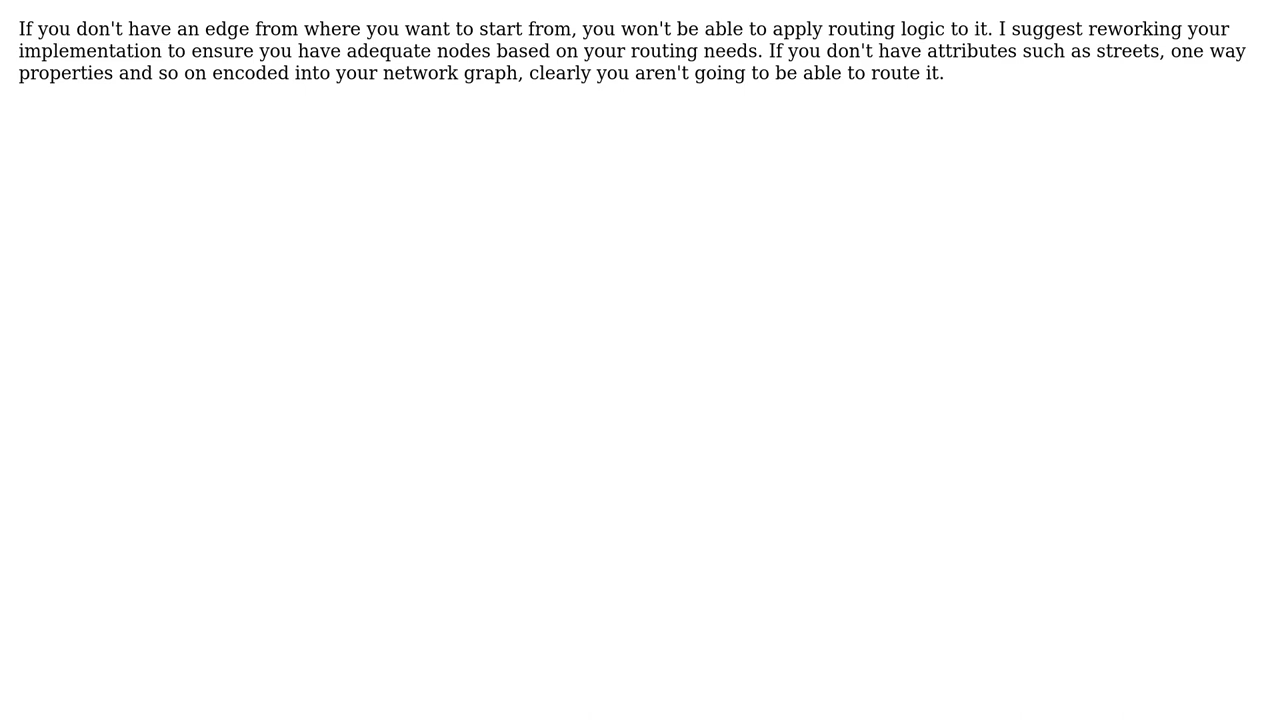 If you don't have an edge from where you want to start from, you won't be able to apply routing logic to it. I suggest reworking your
implementation to ensure you have adequate nodes based on your routing needs. If you don't have attributes such as streets, one way
properties and so on encoded into your network graph, clearly you aren't going to be able to route it.